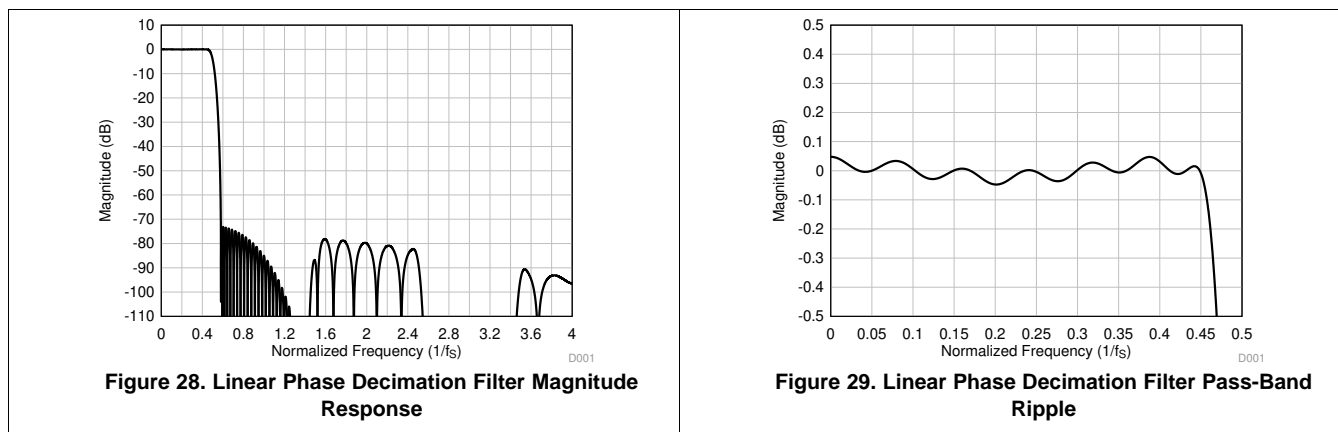 10
0
-10
-20
-30
-40
-50
-60
-70
-80
-90
-100
-110
Magnitude (dB)
0 0.4 0.8 1.2 1.6 2 2.4 2.8 3.2 3.6 4
Normalized Frequency (1/fS)
D001
Figure 28. Linear Phase Decimation Filter Magnitude
Response
0.5
0.4
0.3
0.2
0.1
0
-0.1
-0.2
-0.3
-0.4
-0.5
Magnitude (dB)
0 0.05 0.1 0.15 0.2 0.25 0.3 0.35 0.4 0.45 0.5
Normalized Frequency (1/fS)
D001
Figure 29. Linear Phase Decimation Filter Pass-Band
Ripple